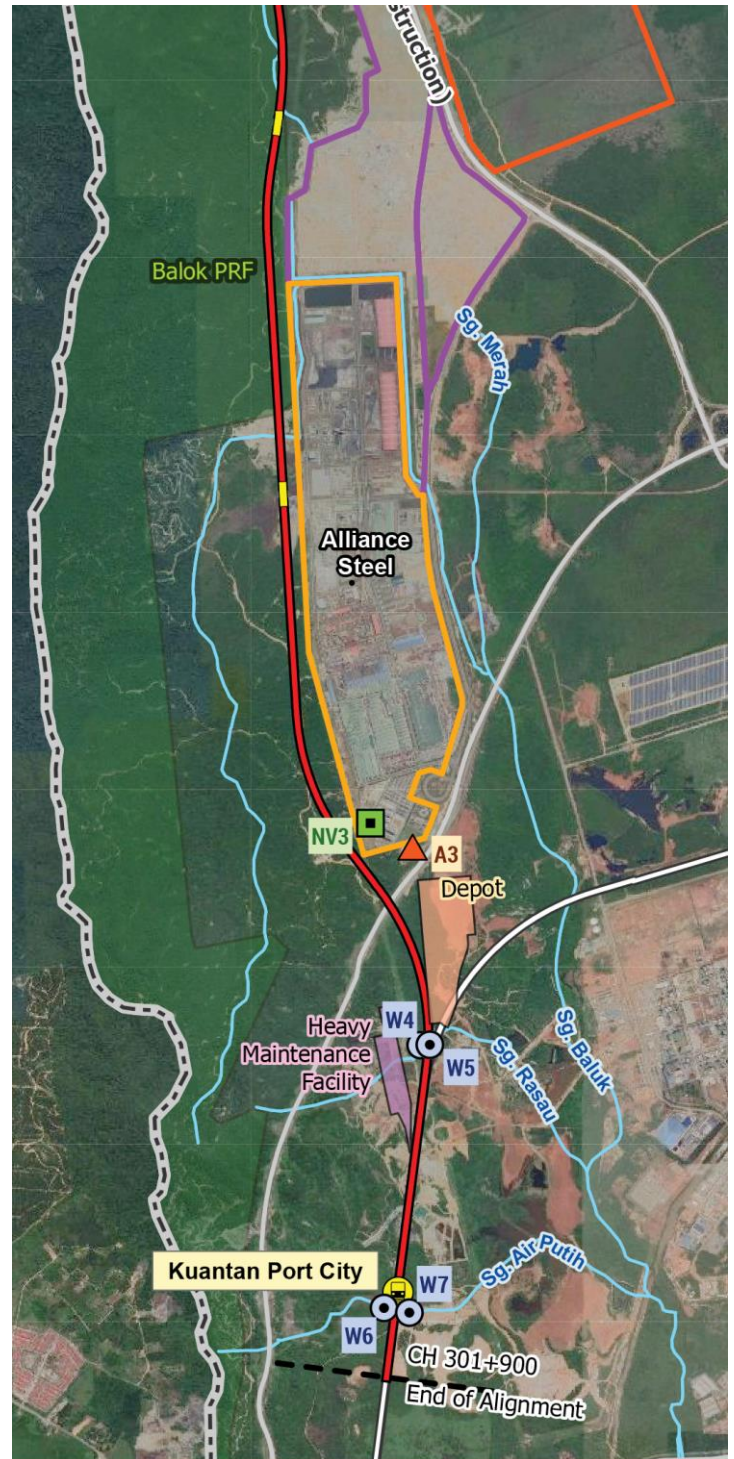 struction)
Balok PRF
Sg. Merah
Alliance
Steel
NV3
A3
Depot
Heavy
Maintenance
Facility
W4
W5
Sg. Rasau
Sg. Baluk
Kuantan Port City
W7
Sg. Air Putih
W6
CH 301+900
End of Alignment